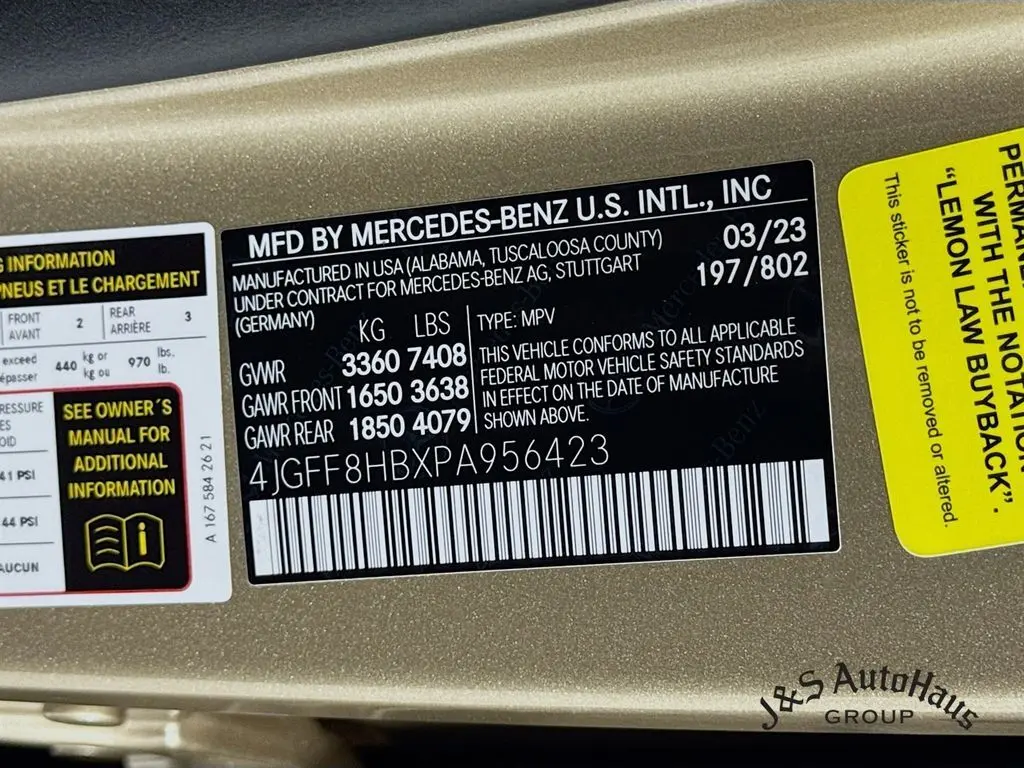 G INFORMATION
PNEUS ET LE CHARGEMENT
FRONT
AVANT
2
REAR
ARRIÈRE
3
exceed
épasser
440
kg or
kg ou
970
lbs.
lb.
RESSURE
ES
OID
41 PSI
44 PSI
AUCUN
SEE OWNER´S
MANUAL FOR
ADDITIONAL
INFORMATION
A 167 584 26 21
MFD BY MERCEDES-BENZ U.S. INTL., INC
MANUFACTURED IN USA (ALABAMA, TUSCALOOSA COUNTY)
UNDER CONTRACT FOR MERCEDES-BENZ AG, STUTTGART
(GERMANY)
03/23
197/802
KG LBS
GVWR 3360 7408
GAWR FRONT 1650 3638
GAWR REAR 1850 4079
TYPE: MPV
THIS VEHICLE CONFORMS TO ALL APPLICABLE
FEDERAL MOTOR VEHICLE SAFETY STANDARDS
IN EFFECT ON THE DATE OF MANUFACTURE
SHOWN ABOVE.
4JGFF8HBXPA956423
PERMANE
WITH THE NOTATION
“LEMON LAW BUYBACK”.
This sticker is not to be removed or altered.
J&S AutoHaus
GROUP